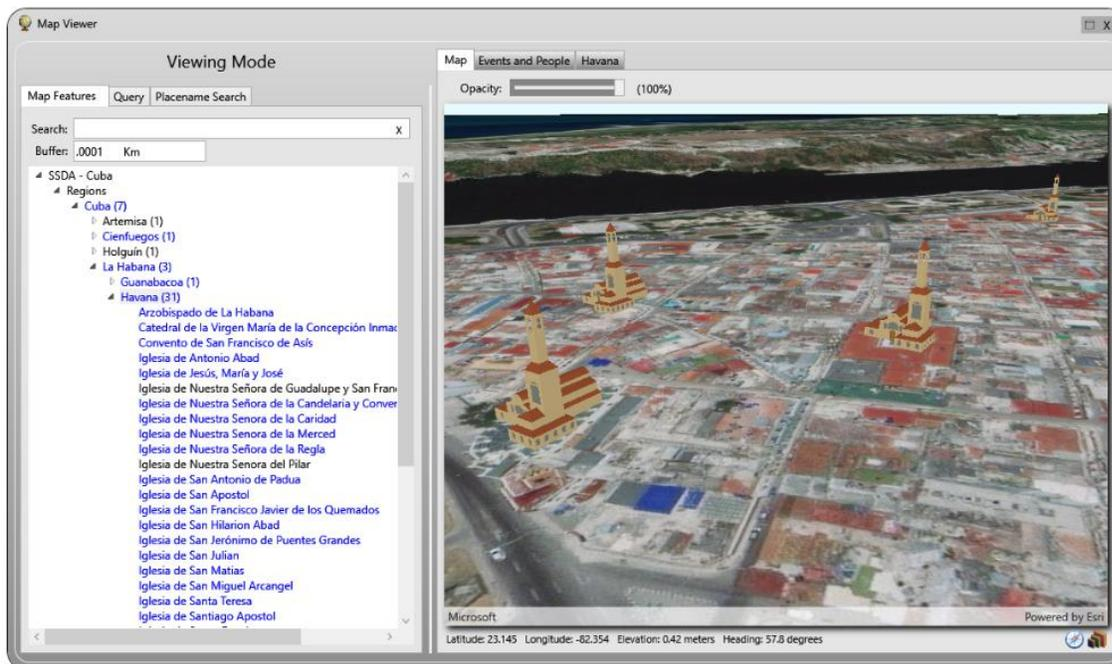 Map Viewer
X
Viewing Mode
Map Features Query Placename Search
Search: x
Buffer: .0001 Km
SSDA - Cuba
Regions
Cuba (7)
Artemisa (1)
Cienfuegos (1)
Holguín (1)
La Habana (3)
Guanabacoa (1)
Havana (31)
Arzobispado de La Habana
Catedral de la Virgen María de la Concepción Inmac
Convento de San Francisco de Asís
Iglesia de Antonio Abad
Iglesia de Jesús, María y José
Iglesia de Nuestra Señora de Guadalupe y San Fran
Iglesia de Nuestra Señora de la Candelaria y Conver
Iglesia de Nuestra Senora de la Caridad
Iglesia de Nuestra Senora de la Merced
Iglesia de Nuestra Señora de la Regla
Iglesia de Nuestra Senora del Pilar
Iglesia de San Antonio de Padua
Iglesia de San Apostol
Iglesia de San Francisco Javier de los Quemados
Iglesia de San Hilarion Abad
Iglesia de San Jerónimo de Puentes Grandes
Iglesia de San Julian
Iglesia de San Matias
Iglesia de San Miguel Arcangel
Iglesia de Santa Teresa
Iglesia de Santiago Apostol
Map Events and People Havana
Opacity: (100%)
Microsoft
Powered by Esri
Latitude: 23.145 Longitude: -82.354 Elevation: 0.42 meters Heading: 57.8 degrees